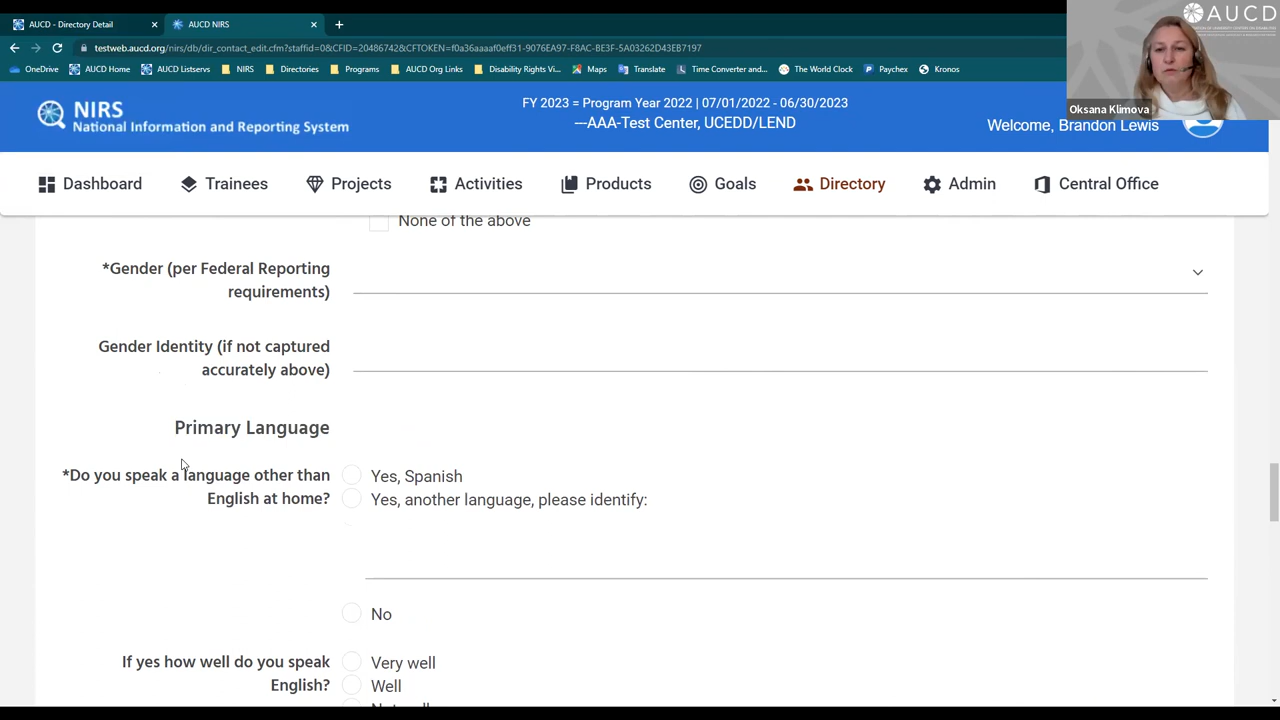 AUCD - Directory Detail
AUCD NIRS
testweb.aucd.org/nirs/db/dir_contact_edit.cfm?staffid=0&CFID=20486742&CFTOKEN=f0a36aaaaf0eff31-9076EA97-F8AC-BE3F-5A03262D43EB7197
OneDrive
AUCD Home
AUCD Listservs
NIRS
Directories
Programs
AUCD Org Links
Disability Rights Vi...
Maps
Translate
Time Converter and...
The World Clock
Paychex
Kronos
AUCD
Oksana Klimova
NIRS
National Information and Reporting System
FY 2023 = Program Year 2022 | 07/01/2022 - 06/30/2023
---AAA-Test Center, UCEDD/LEND
Welcome, Brandon Lewis
Dashboard
Trainees
Projects
Activities
Products
Goals
Directory
Admin
Central Office
None of the above
*Gender (per Federal Reporting
requirements)
Gender Identity (if not captured
accurately above)
Primary Language
*Do you speak a language other than
English at home?
Yes, Spanish
Yes, another language, please identify:
No
If yes how well do you speak
English?
Very well
Well